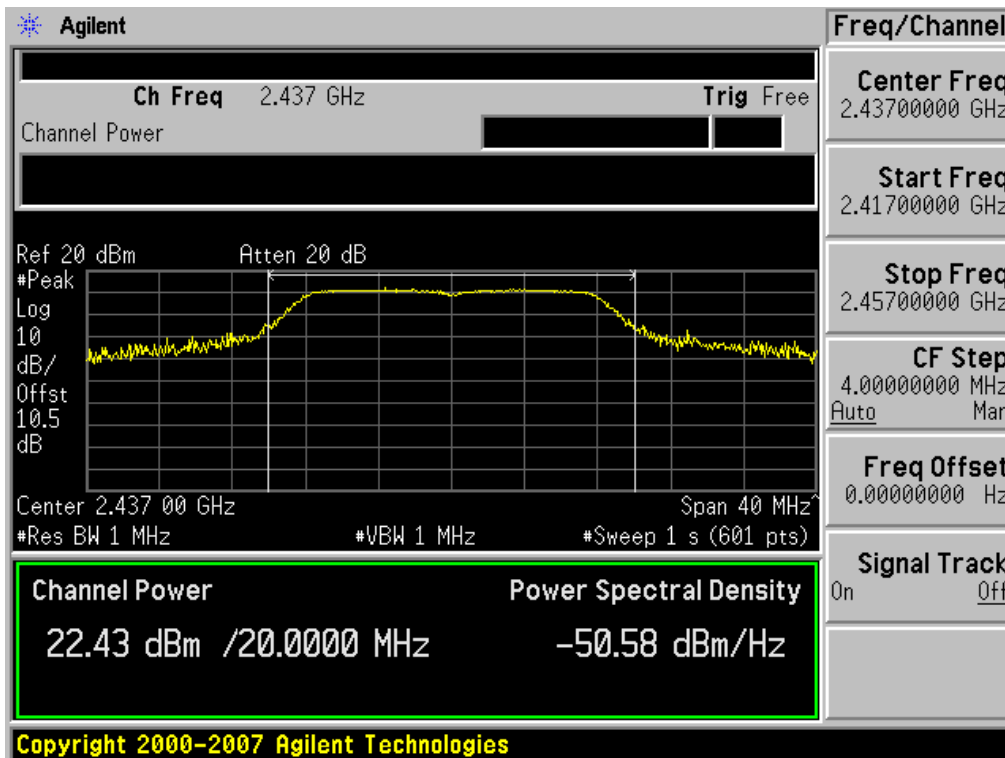 Agilent
Freq/Channel
Ch Freq 2.437 GHz Trig Free
Channel Power
Center Freq
2.43700000 GHz
Start Freq
2.41700000 GHz
Stop Freq
2.45700000 GHz
CF Step
4.00000000 MHz
Auto Man
Freq Offset
0.00000000 Hz
Signal Track
On Off
Ref 20 dBm Atten 20 dB
#Peak
Log
10
dB/
Offst
10.5
dB
Center 2.437 00 GHz Span 40 MHz^
#Res BW 1 MHz #VBW 1 MHz #Sweep 1 s (601 pts)
Channel Power Power Spectral Density
22.43 dBm /20.0000 MHz -50.58 dBm/Hz
Copyright 2000-2007 Agilent Technologies